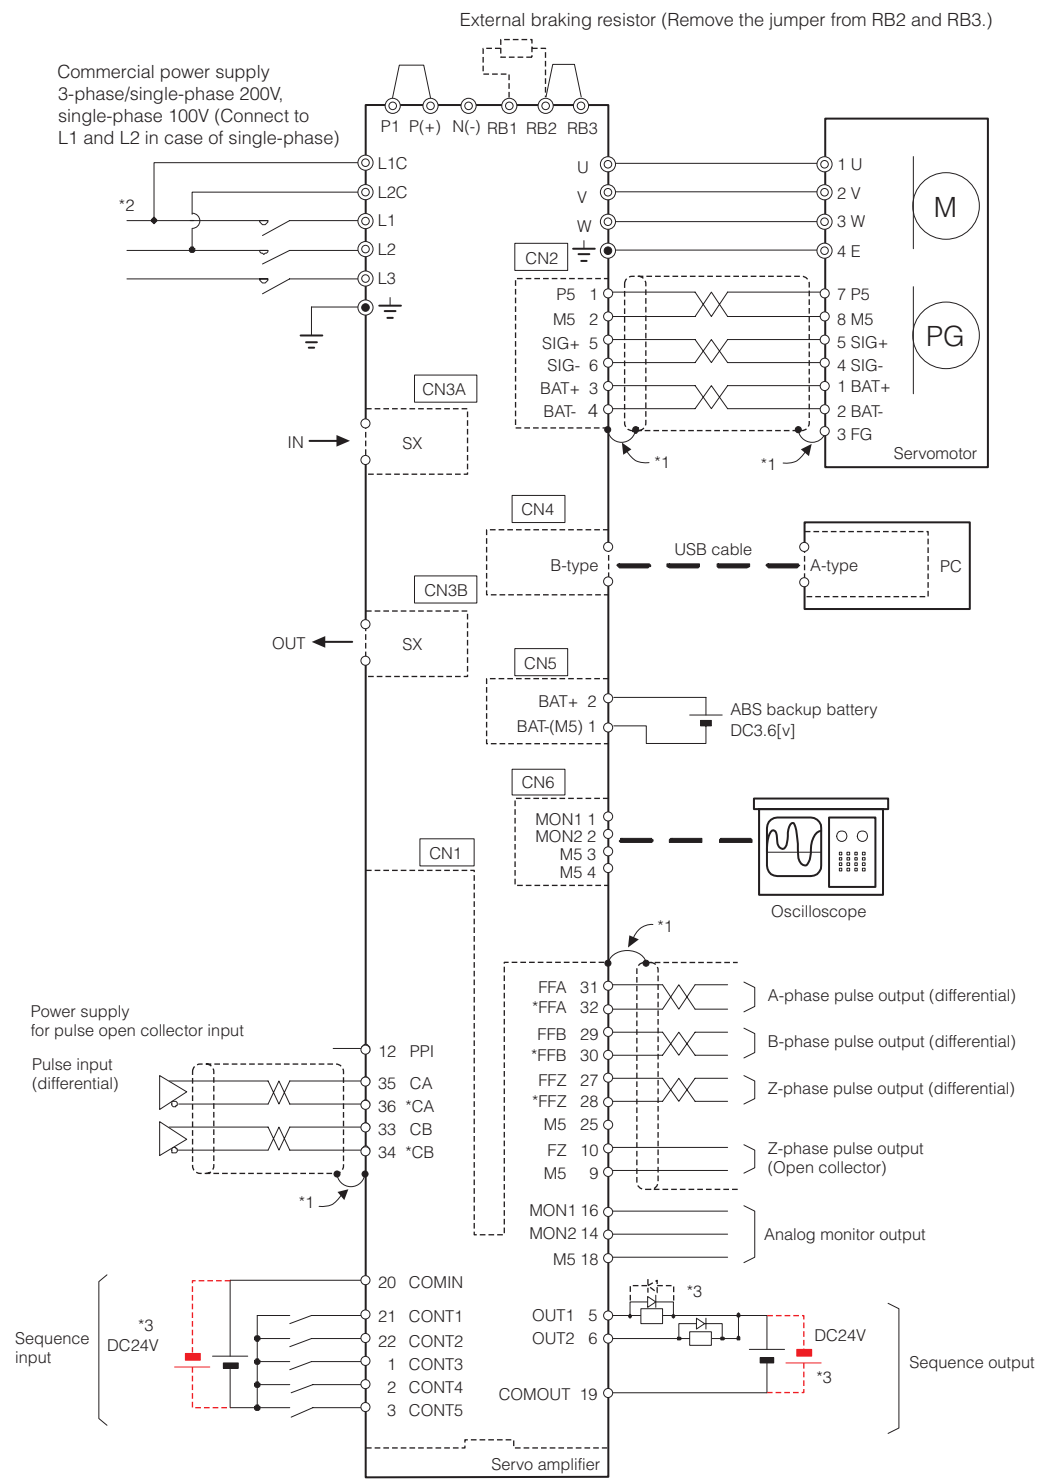 External braking resistor (Remove the jumper from RB2 and RB3.)
Commercial power supply
3-phase/single-phase 200V,
single-phase 100V (Connect to
L1 and L2 in case of single-phase)
P1 P(+) N(-) RB1 RB2 RB3
L1C
L2C
*2
L1
L2
L3
U
V
W
1 U
2 V
3 W
4 E
M
CN2
P5 1
M5 2
SIG+ 5
SIG- 6
BAT+ 3
BAT- 4
7 P5
8 M5
5 SIG+
4 SIG-
1 BAT+
2 BAT-
3 FG
PG
Servomotor
*1
*1
CN3A
IN
SX
CN4
B-type
USB cable
A-type
PC
CN3B
OUT
SX
CN5
BAT+ 2
BAT-(M5) 1
ABS backup battery
DC3.6[v]
CN6
MON1 1
MON2 2
M5 3
M5 4
Oscilloscope
CN1
*1
FFA 31
*FFA 32
A-phase pulse output (differential)
FFB 29
*FFB 30
B-phase pulse output (differential)
FFZ 27
*FFZ 28
Z-phase pulse output (differential)
M5 25
FZ 10
M5 9
Z-phase pulse output
(Open collector)
MON1 16
MON2 14
M5 18
Analog monitor output
Power supply
for pulse open collector input
12 PPI
Pulse input
(differential)
35 CA
36 *CA
33 CB
34 *CB
*1
20 COMIN
21 CONT1
22 CONT2
1 CONT3
2 CONT4
3 CONT5
Sequence
input
*3
DC24V
*3
OUT1 5
OUT2 6
COMOUT 19
DC24V
*3
Sequence output
Servo amplifier